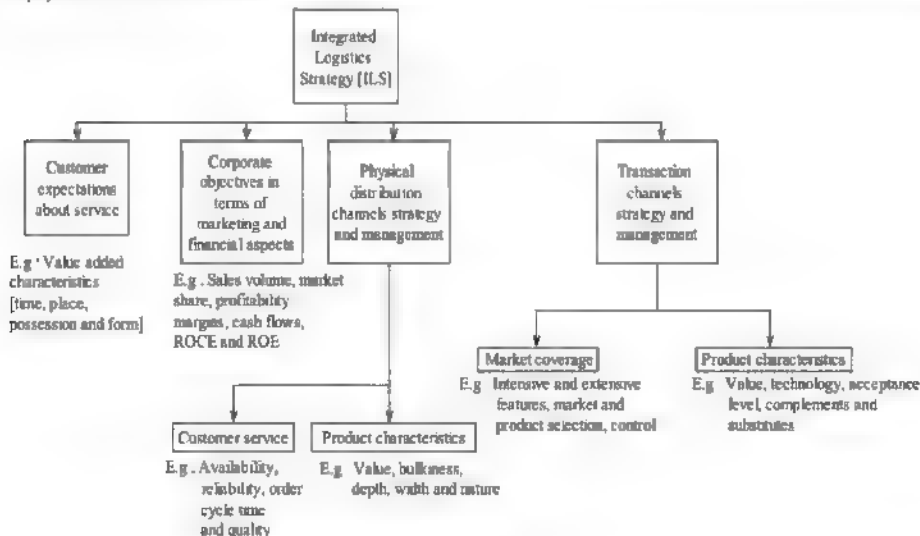 Integrated
Logistics
Strategy [ILS]
Customer
expectations
about service
Corporate
objectives in
terms of
marketing and
financial aspects
Physical
distribution
channels strategy
and management
Transaction
channels
strategy and
management
E.g. Value added
characteristics
[time, place,
possession and form]
E.g. Sales volume, market
share, profitability
margins, cash flows,
ROCE and ROE
Market coverage
E.g Intensive and extensive
features, market and
product selection, control
Product characteristics
E.g Value, technology, acceptance
level, complements and
substitutes
Customer service
E.g. Availability,
reliability, order
cycle time
and quality
Product characteristics
E.g Value, bulkiness,
depth, width and nature